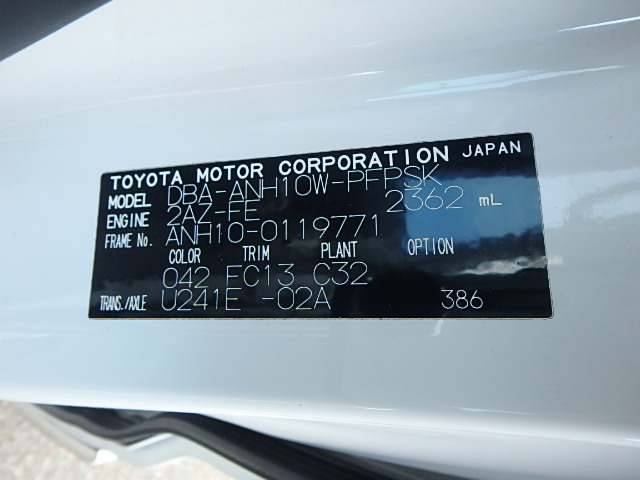 TOYOTA MOTOR CORPORATION JAPAN
MODEL DBA-ANH10W-PFPSK
ENGINE 2AZ-FE 2362 mL
FRAME No. ANH10-0119771
COLOR TRIM PLANT OPTION
042 FC13 C32
TRANS./AXLE U241E -02A 386